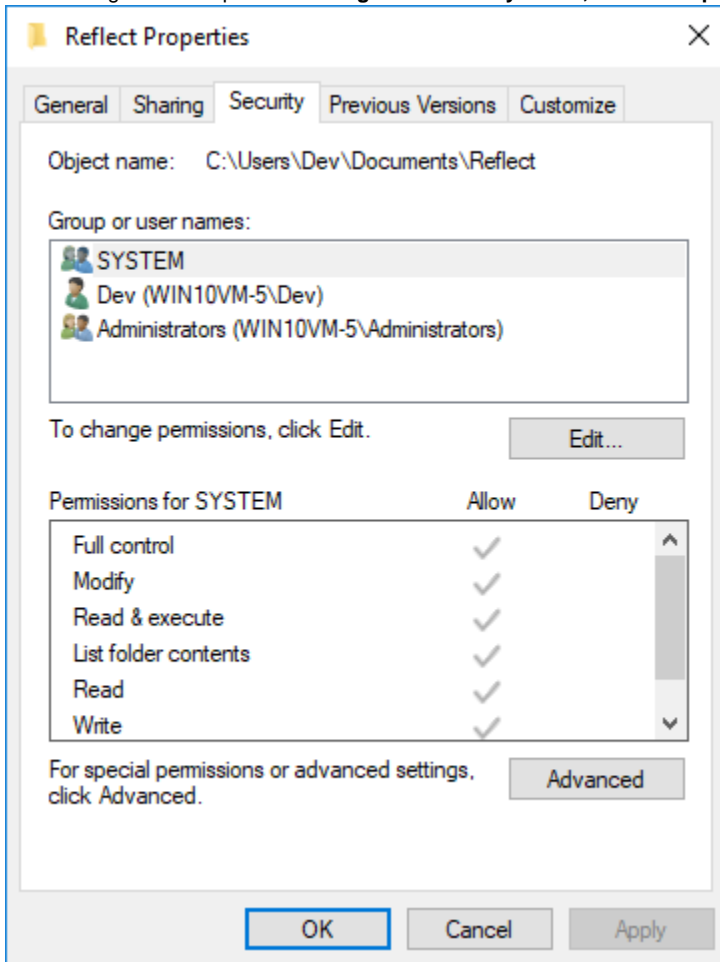 Reflect Properties
General Sharing Security Previous Versions Customize
Object name: C:\Users\Dev\Documents\Reflect
Group or user names:
SYSTEM
Dev (WIN10VM-5\Dev)
Administrators (WIN10VM-5\Administrators)
To change permissions, click Edit.
Edit...
Permissions for SYSTEM Allow Deny
Full control
Modify
Read & execute
List folder contents
Read
Write
For special permissions or advanced settings,
click Advanced.
Advanced
OK Cancel Apply